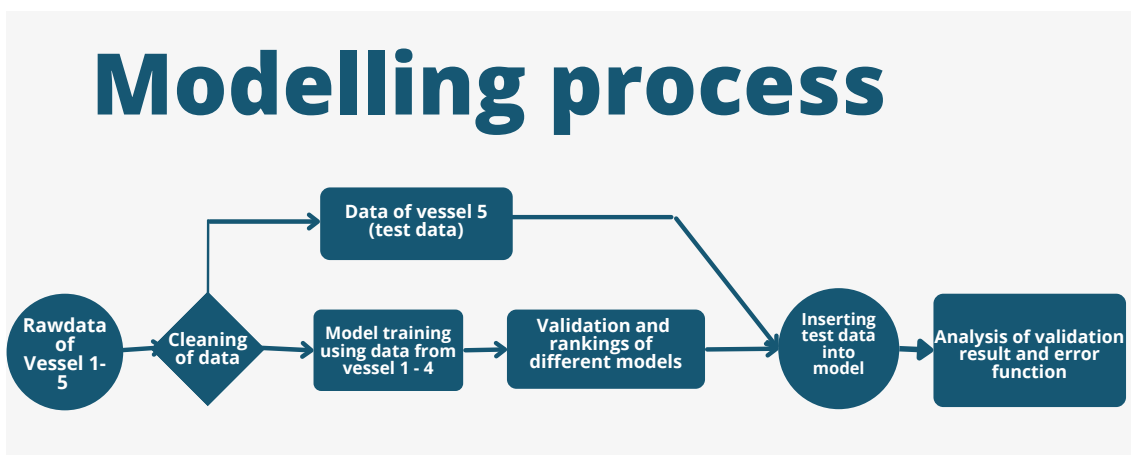 Modelling process
Data of vessel 5
(test data)
Rawdata
of
Vessel 1-
5
Cleaning
of data
Model training
using data from
vessel 1 - 4
Validation and
rankings of
different models
Inserting
test data
into
model
Analysis of validation
result and error
function